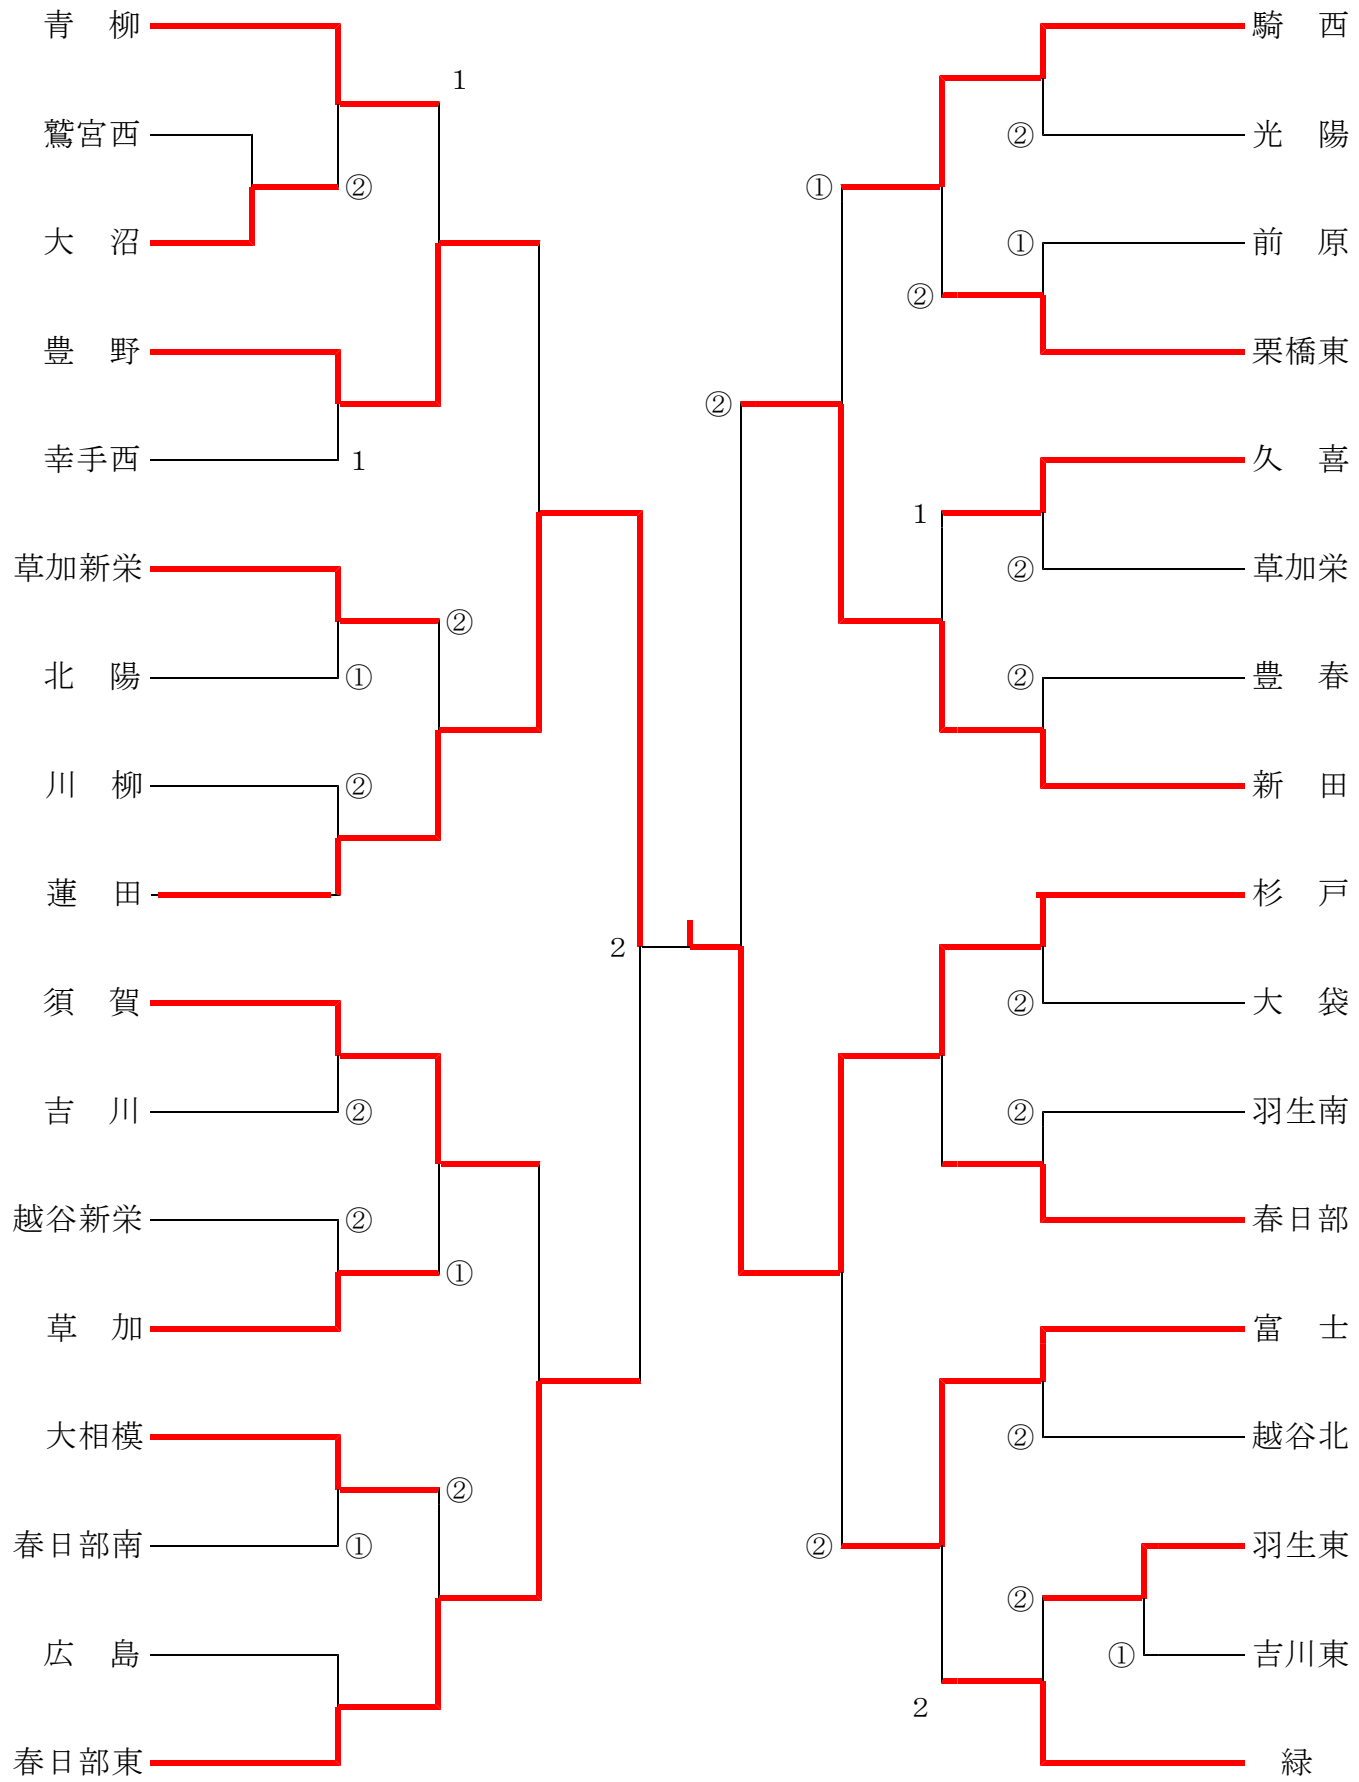 青　柳
1
鷲宮西
②
大　沼
豊　野
幸手西
1
草加新栄
②
北　陽
①
川　柳
②
蓮　田
2
須　賀
吉　川
②
越谷新栄
②
草　加
①
大相模
②
春日部南
①
広　島
春日部東
騎　西
②
光　陽
①
①
前　原
②
栗橋東
②
久　喜
1
②
草加栄
②
豊　春
新　田
杉　戸
②
大　袋
②
羽生南
春日部
富　士
②
越谷北
②
羽生東
②
①
吉川東
2
緑